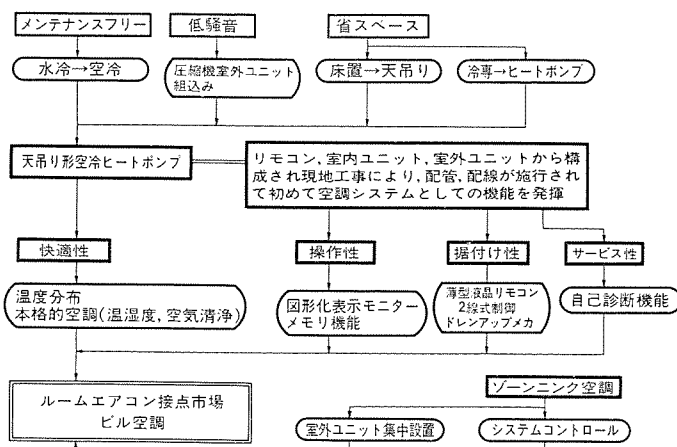 メンテナンスフリー
低騒音
省スペース
水冷→空冷
圧縮機室外ユニット
組込み
床置→天吊り
冷専→ヒートポンプ
天吊り形空冷ヒートポンプ
リモコン,室内ユニット,室外ユニットから構
成され現地工事により,配管,配線が施行され
て初めて空調システムとしての機能を発揮
快適性
操作性
据付け性
サービス性
温度分布
本格的空調(温湿度,空気清浄)
図形化表示モニター
メモリ機能
薄型液晶リモコン
2線式制御
ドレンアップメカ
自己診断機能
ルームエアコン接点市場
ビル空調
ゾーンニンク空調
室外ユニット集中設置
システムコントロール